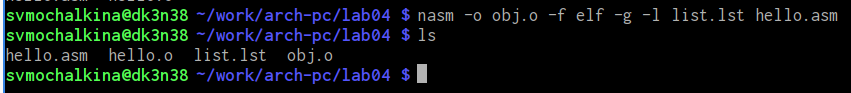 svmochalkina@dk3n38 ~/work/arch-pc/lab04 $ nasm -o obj.o -f elf -g -l list.lst hello.asm
svmochalkina@dk3n38 ~/work/arch-pc/lab04 $ ls
hello.asm  hello.o  list.lst  obj.o
svmochalkina@dk3n38 ~/work/arch-pc/lab04 $